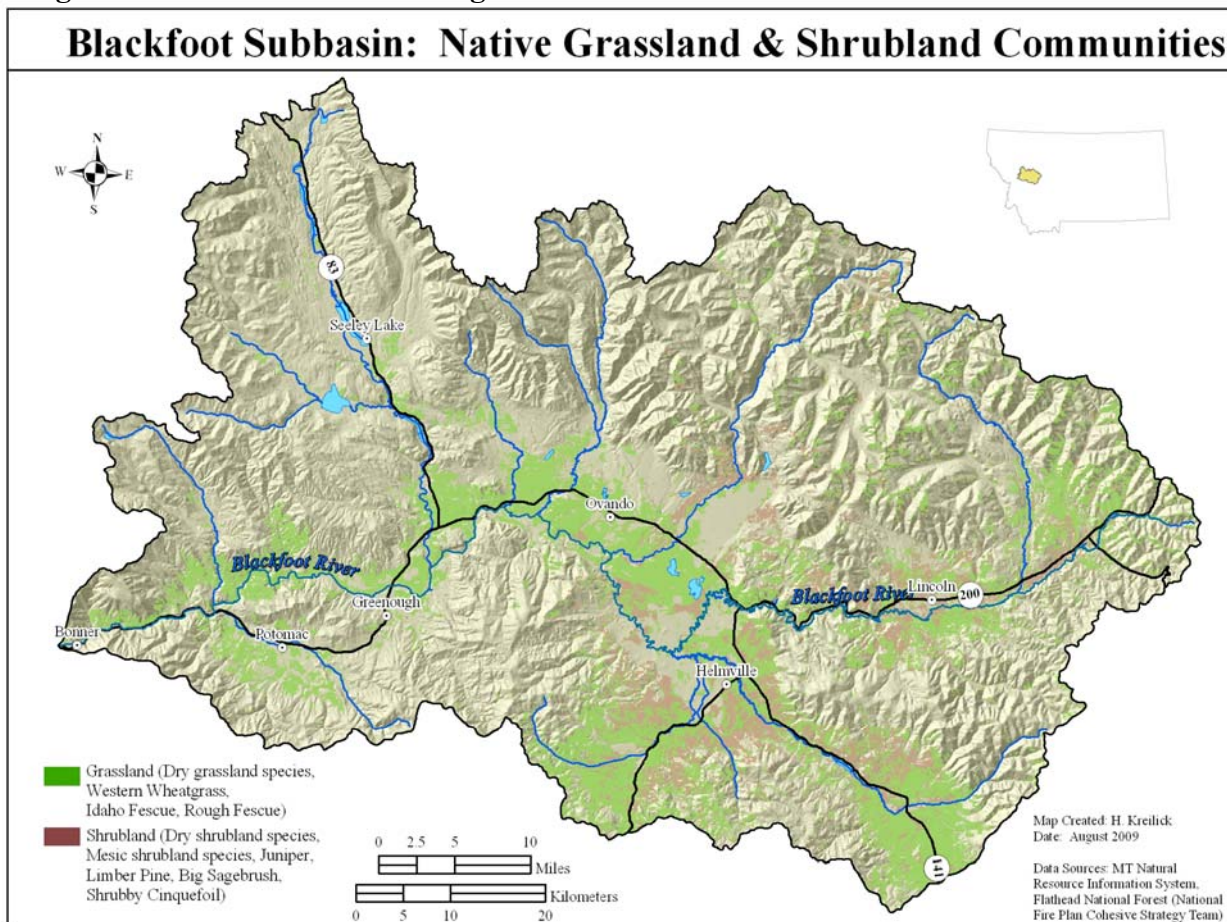 Blackfoot Subbasin: Native Grassland & Shrubland Communities
N
W E
S
83
Seeley Lake
Ovando
Blackfoot River
Blackfoot River
Lincoln
200
Greenough
Bonner
Potomac
Helmville
141
Grassland (Dry grassland species,
Western Wheatgrass,
Idaho Fescue, Rough Fescue)
Shrubland (Dry shrubland species,
Mesic shrubland species, Juniper,
Limber Pine, Big Sagebrush,
Shrubby Cinquefoil)
0 2.5 5 10
Miles
Kilometers
0 5 10 20
Map Created: H. Kreilick
Date: August 2009
Data Sources: MT Natural
Resource Information System,
Flathead National Forest (National
Fire Plan Cohesive Strategy Team)